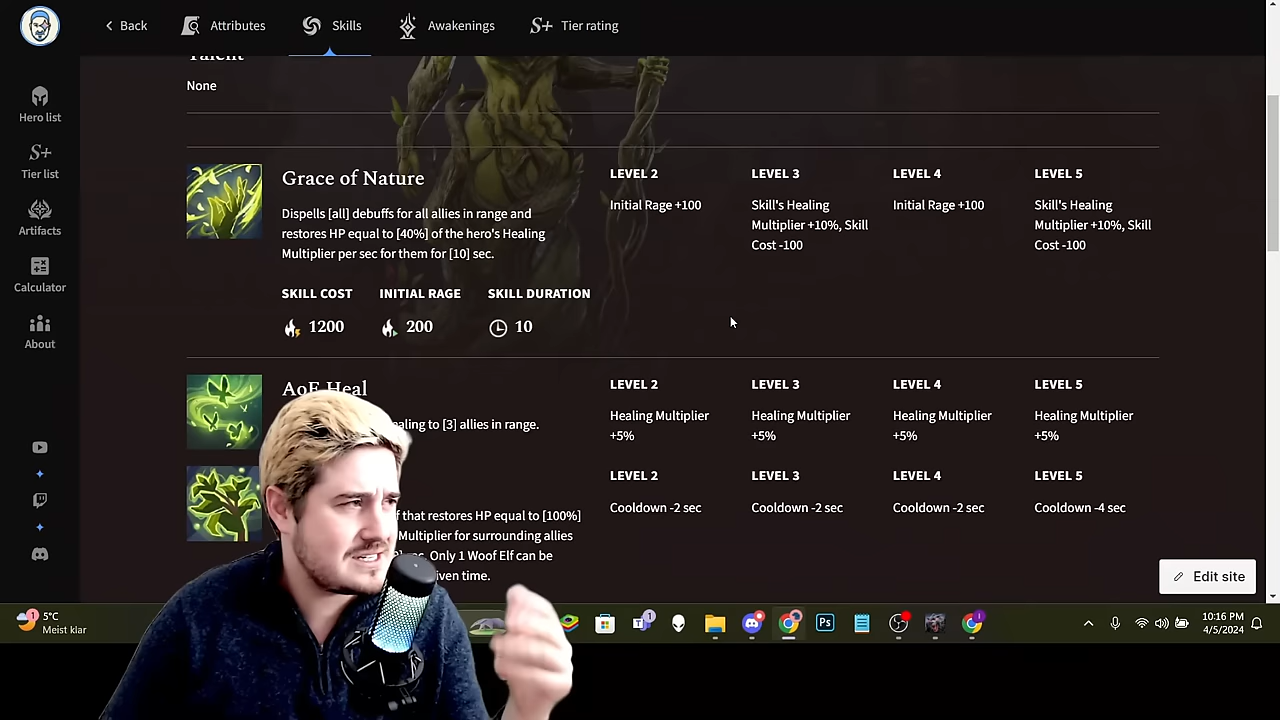 Back
Attributes
Skills
S+
Awakenings
Tier rating
Talent
None
Hero list
S+
Tier list
Artifacts
Calculator
About
Grace of Nature
Dispells [all] debuffs for all allies in range and
restores HP equal to [40%] of the hero's Healing
Multiplier per sec for them for [10] sec.
SKILL COST
INITIAL RAGE
SKILL DURATION
1200
200
10
LEVEL 2
Initial Rage +100
LEVEL 3
Skill's Healing
Multiplier +10%, Skill
Cost -100
LEVEL 4
Initial Rage +100
LEVEL 5
Skill's Healing
Multiplier +10%, Skill
Cost -100
AoE Heal
aling to [3] allies in range.
LEVEL 2
Healing Multiplier
+5%
LEVEL 3
Healing Multiplier
+5%
LEVEL 4
Healing Multiplier
+5%
LEVEL 5
Healing Multiplier
+5%
f that restores HP equal to [100%]
Multiplier for surrounding allies
sec. Only 1 Woof Elf can be
iven time.
LEVEL 2
Cooldown -2 sec
LEVEL 3
Cooldown -2 sec
LEVEL 4
Cooldown -2 sec
LEVEL 5
Cooldown -4 sec
Edit site
1
5°C
Meist klar
1
Ps
1
10:16 PM
4/5/2024